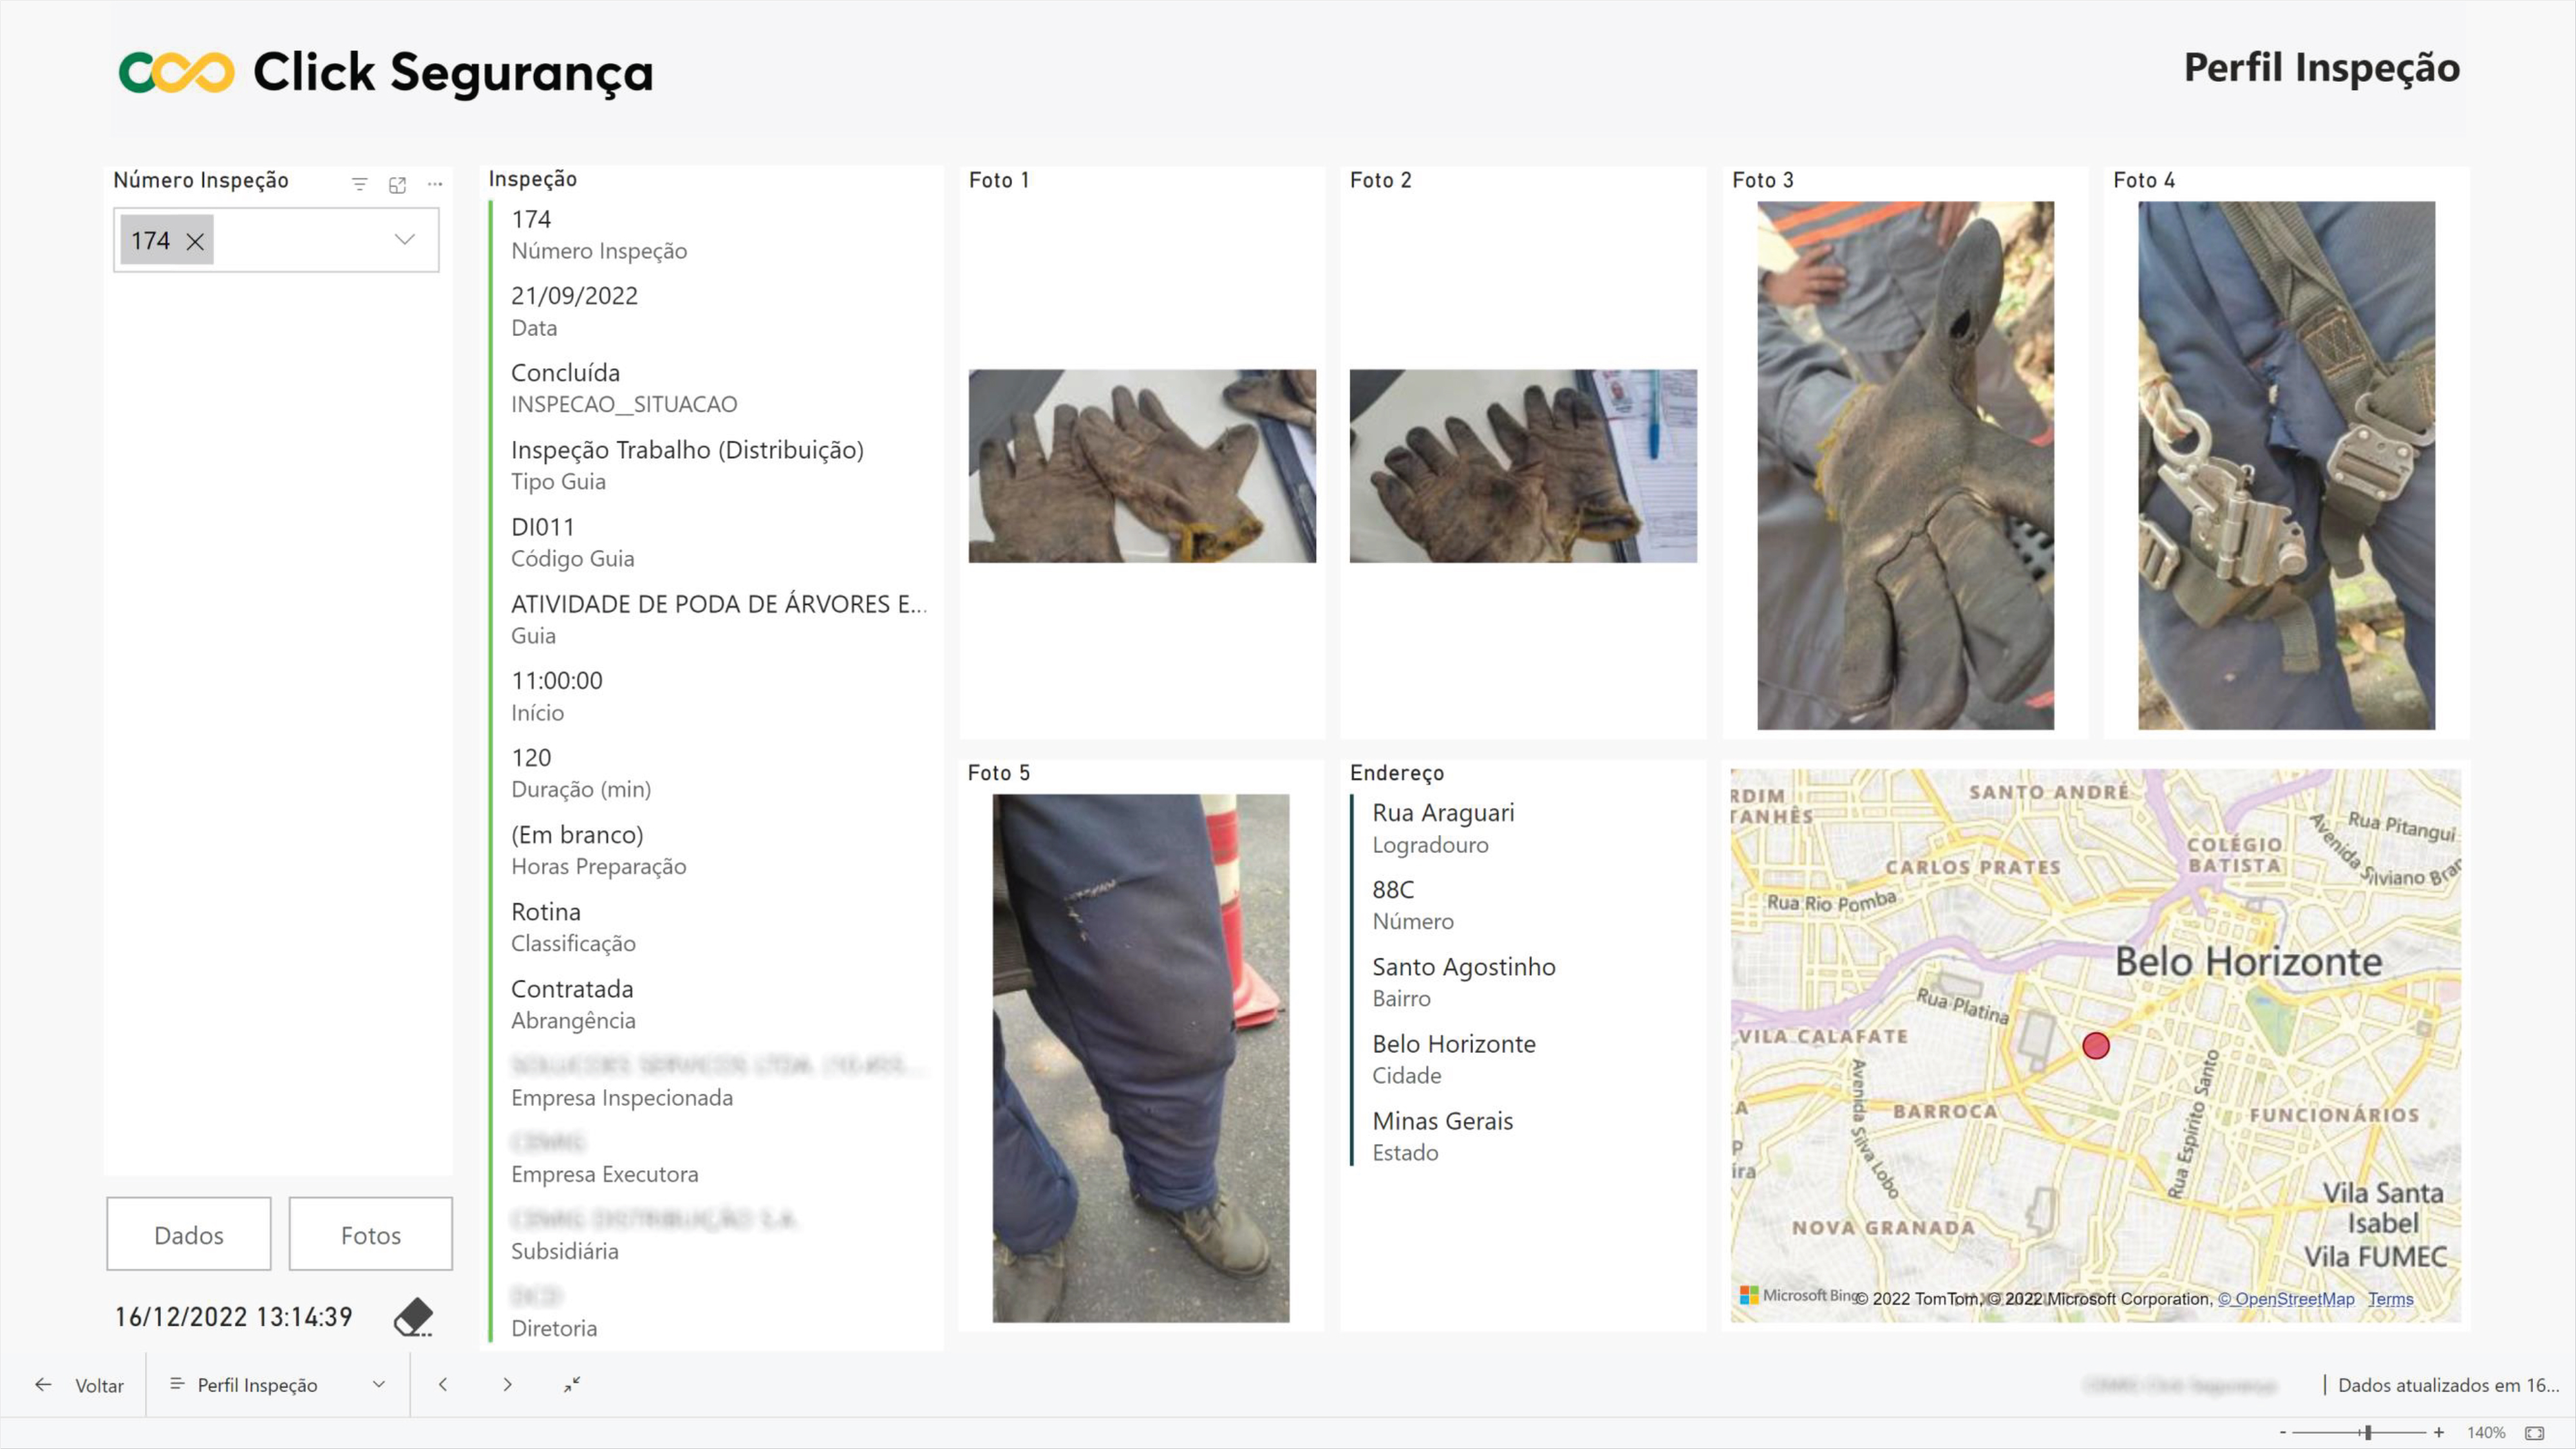 Click Segurança
Perfil Inspeção
Número Inspeção
174
Inspeção
174
Número Inspeção
21/09/2022
Data
Concluída
INSPECAO__SITUACAO
Inspeção Trabalho (Distribuição)
Tipo Guia
DI011
Código Guia
ATIVIDADE DE PODA DE ÁRVORES E...
Guia
11:00:00
Início
120
Duração (min)
(Em branco)
Horas Preparação
Rotina
Classificação
Contratada
Abrangência
Empresa Inspecionada
Empresa Executora
Subsidiária
Diretoria
Foto 1
Foto 2
Foto 3
Foto 4
Foto 5
Endereço
Rua Araguari
Logradouro
88C
Número
Santo Agostinho
Bairro
Belo Horizonte
Cidade
Minas Gerais
Estado
RDIM
TANHÊS
SANTO ANDRÉ
Rua Pitangui
COLÉGIO
BATISTA
Avenida Silviano Bran
CARLOS PRATES
Rua Rio Pomba
Belo Horizonte
Rua Platina
VILA CALAFATE
Avenida Silva Lobo
BARROCA
Rua Espírito Santo
FUNCIONÁRIOS
A
P
ira
Vila Santa
Isabel
NOVA GRANADA
Vila FUMEC
Microsoft Bing
© 2022 TomTom, © 2022 Microsoft Corporation, © OpenStreetMap Terms
Dados
Fotos
16/12/2022 13:14:39
Voltar
Perfil Inspeção
Dados atualizados em 16...
140%